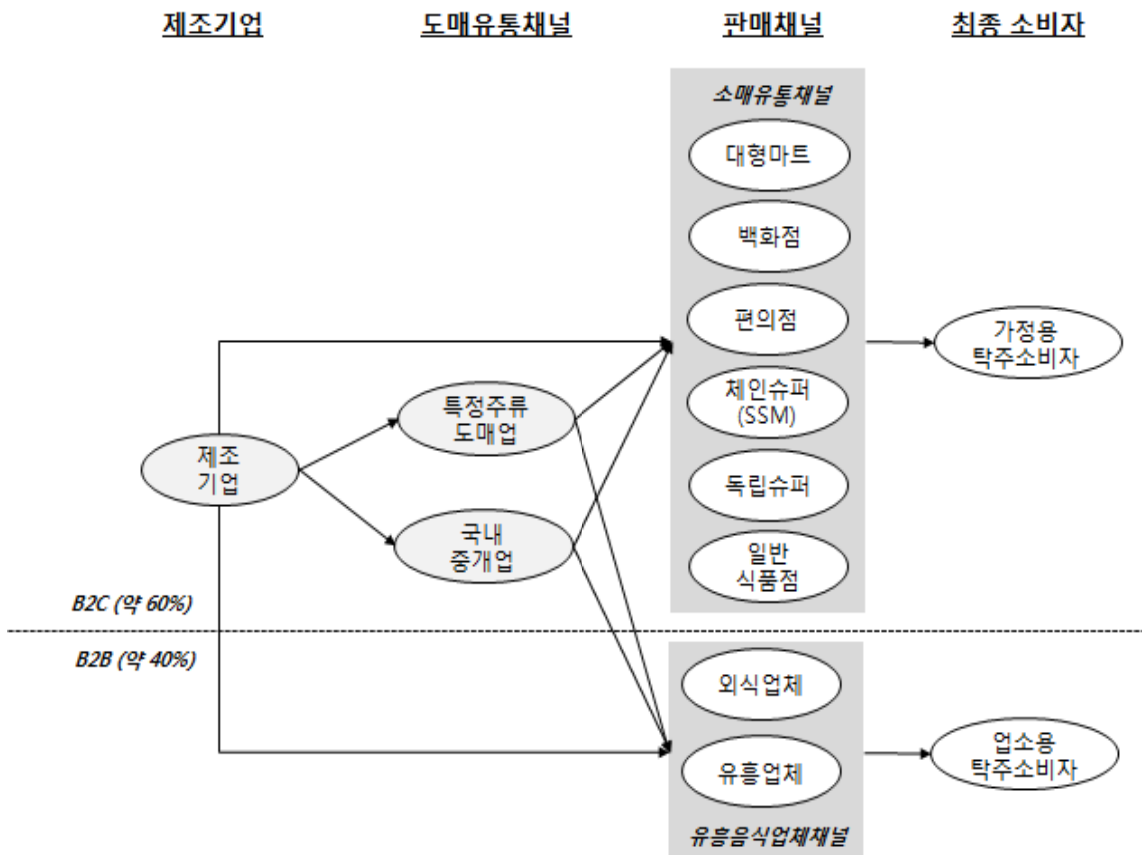 제조기업
도매유통채널
판매채널
최종 소비자
소매유통채널
대형마트
백화점
편의점
체인슈퍼
(SSM)
독립슈퍼
일반
식품점
가정용
탁주소비자
특정주류
도매업
제조
기업
국내
중개업
B2C (약 60%)
B2B (약 40%)
외식업체
유흥업체
유흥음식업체채널
업소용
탁주소비자